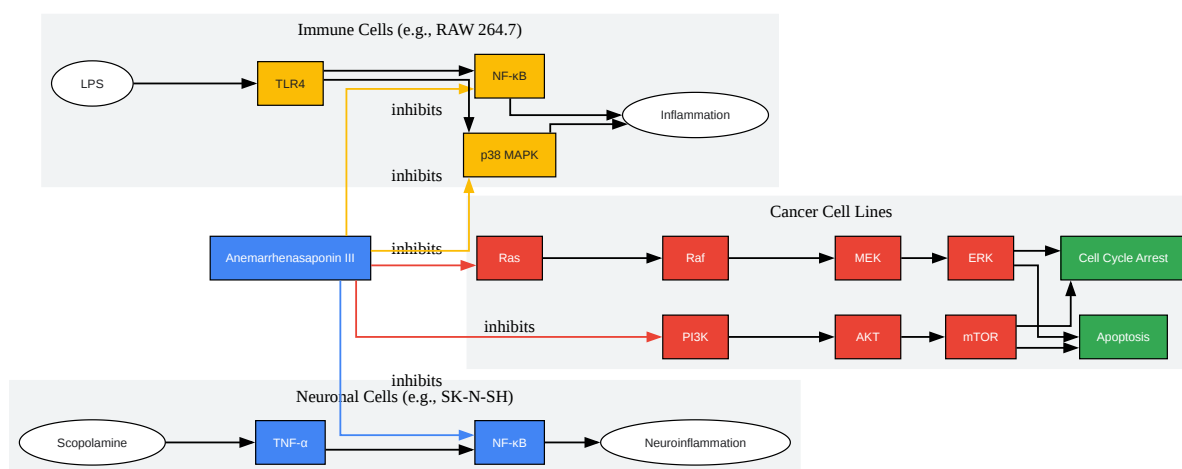 Immune Cells (e.g., RAW 264.7)
LPS
TLR4
NF-κB
inhibits
Inflammation
p38 MAPK
inhibits
Cancer Cell Lines
Anemarrhenasaponin III
inhibits
Ras
Raf
MEK
ERK
Cell Cycle Arrest
inhibits
PI3K
AKT
mTOR
Apoptosis
inhibits
Neuronal Cells (e.g., SK-N-SH)
Scopolamine
TNF-α
NF-κB
Neuroinflammation